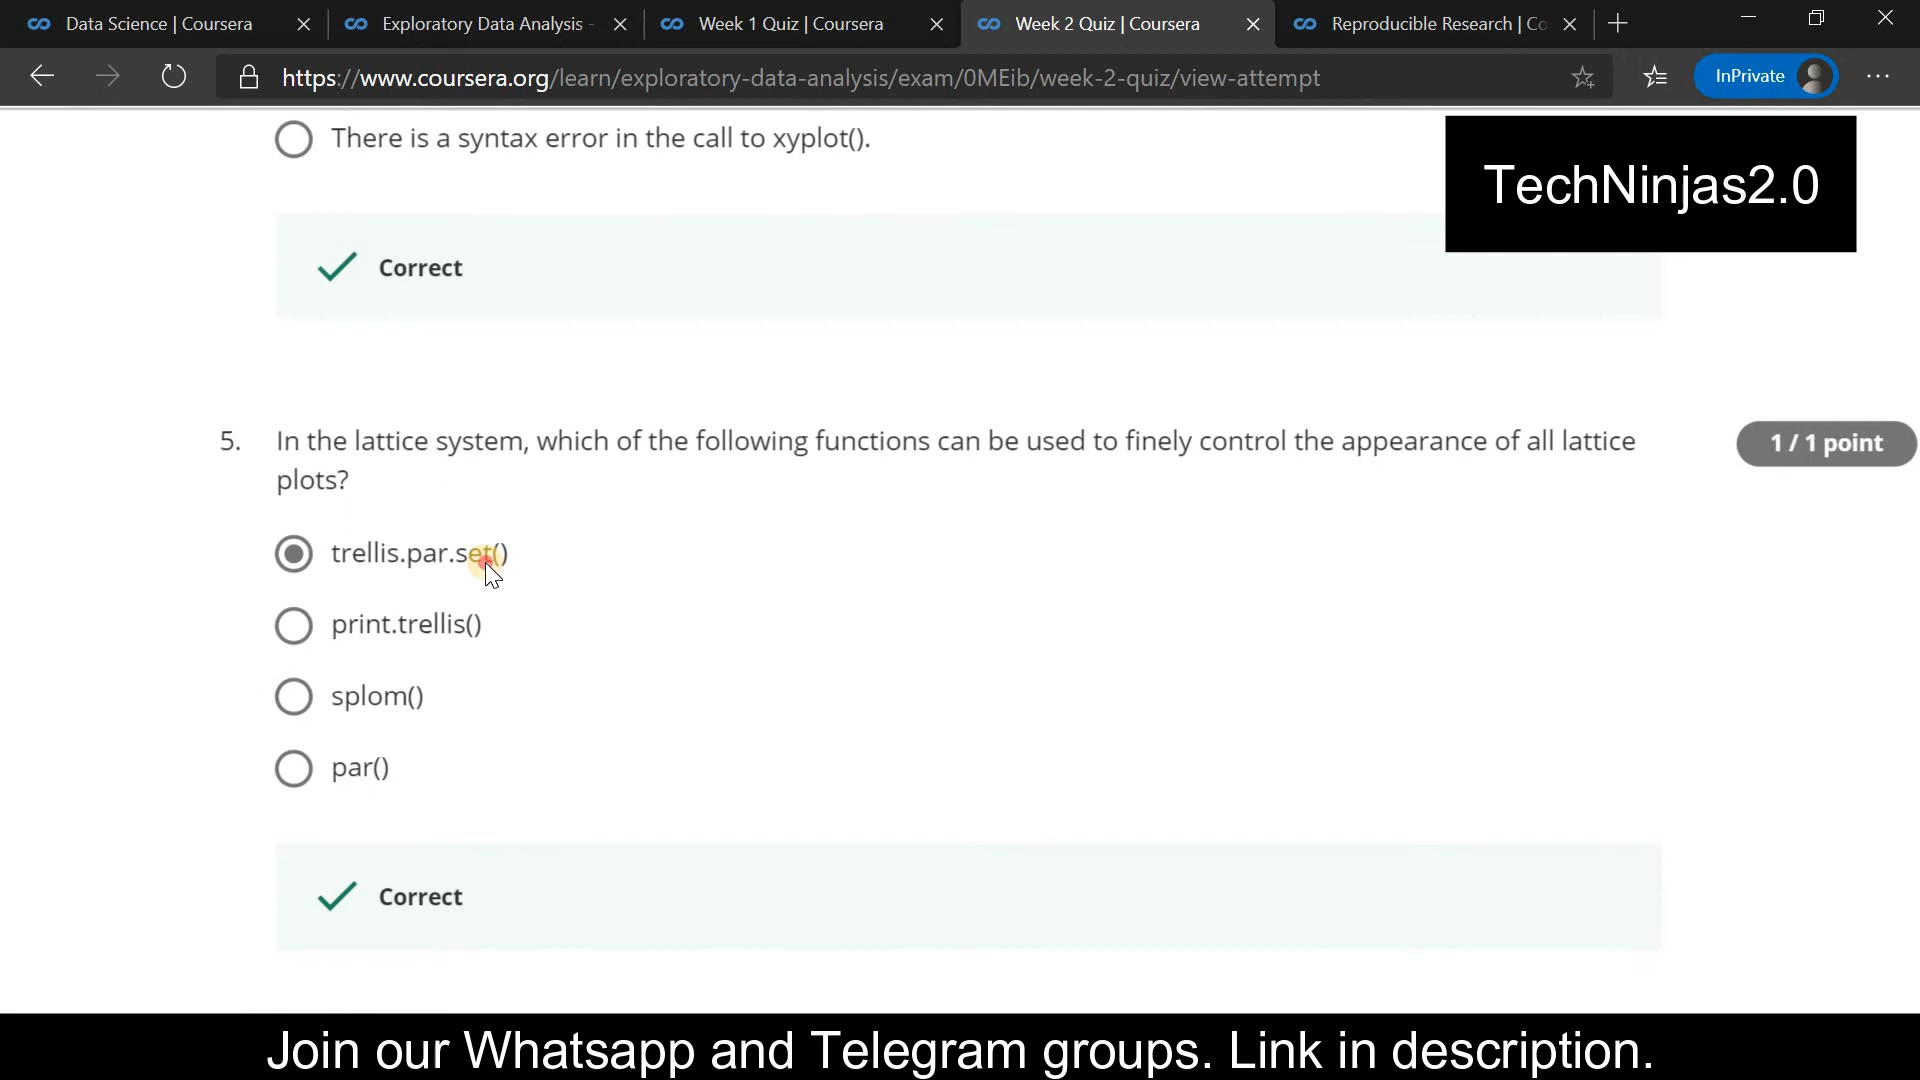 Data Science | Coursera
Exploratory Data Analysis -
Week 1 Quiz | Coursera
Week 2 Quiz | Coursera
Reproducible Research | Co
https://www.coursera.org/learn/exploratory-data-analysis/exam/0MEib/week-2-quiz/view-attempt
InPrivate
There is a syntax error in the call to xyplot().
TechNinjas2.0
Correct
5. In the lattice system, which of the following functions can be used to finely control the appearance of all lattice
plots?
1 / 1 point
trellis.par.set()
print.trellis()
splom()
par()
Correct
Join our Whatsapp and Telegram groups. Link in description.